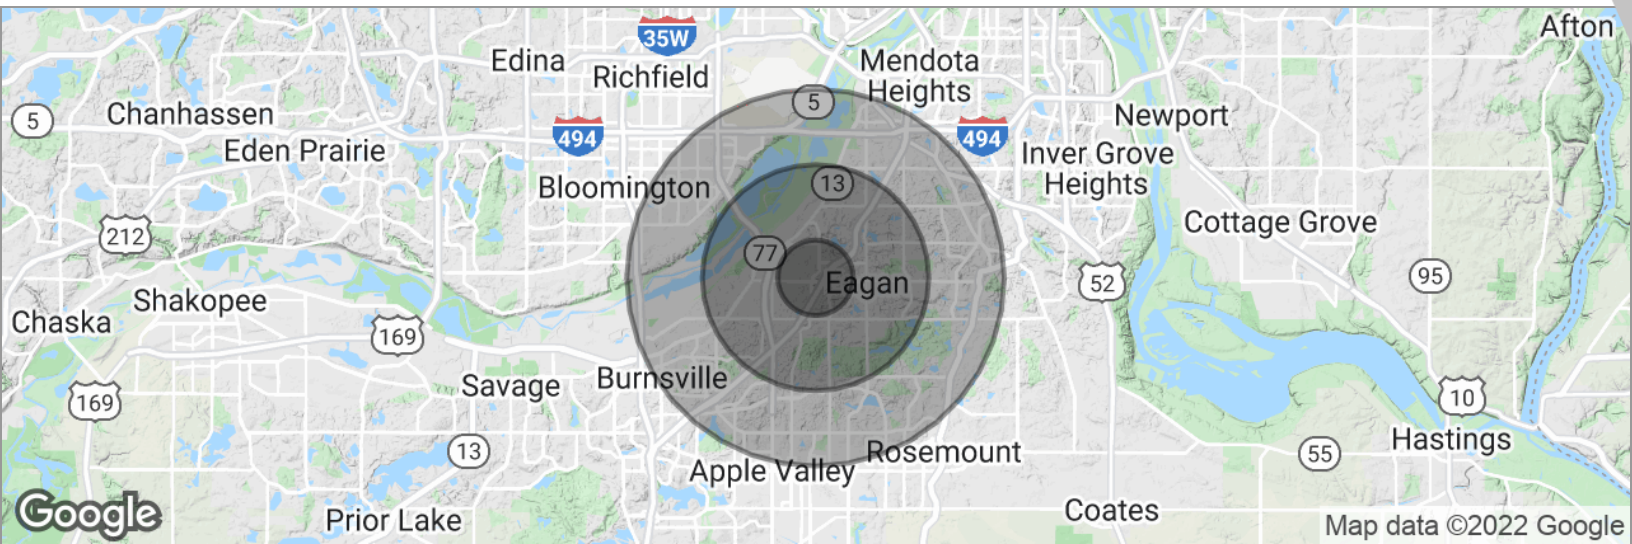 Afton
35W
Edina
Mendota
Heights
Richfield
5
Chanhassen
5
Newport
494
494
Eden Prairie
Inver Grove
Heights
Bloomington
13
212
Cottage Grove
77
Eagan
52
95
Shakopee
Chaska
169
Burnsville
Savage
169
10
Hastings
13
Rosemount
55
Apple Valley
Google
Prior Lake
Coates
Map data ©2022 Google